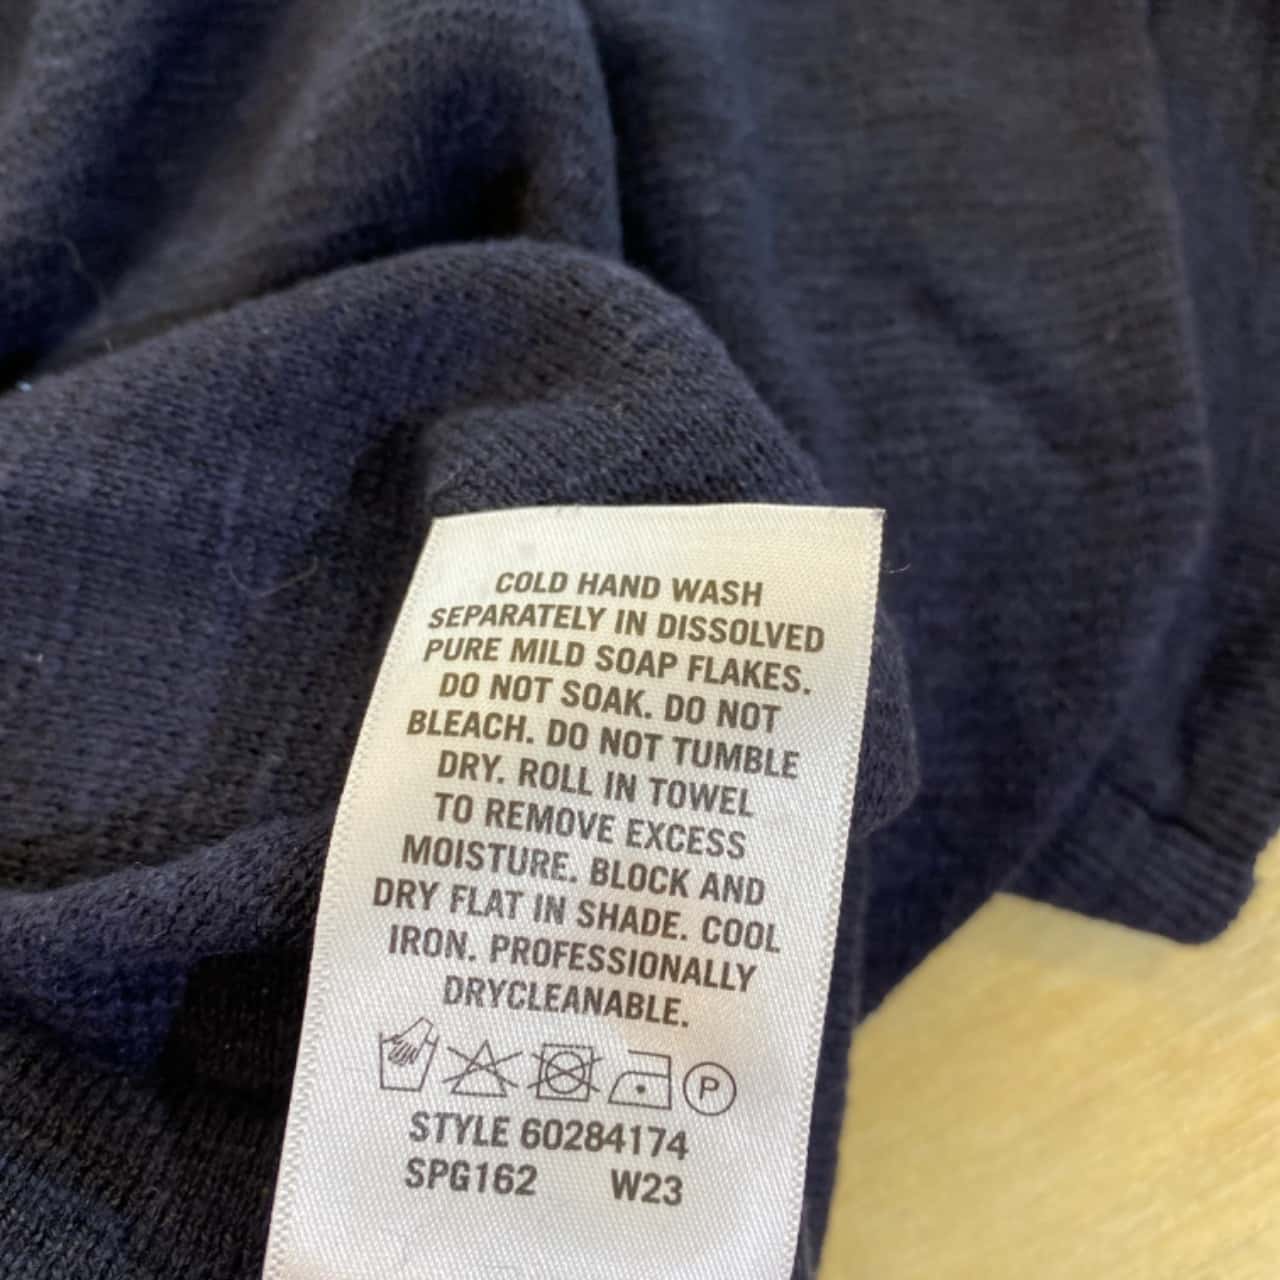 COLD HAND WASH
SEPARATELY IN DISSOLVED
PURE MILD SOAP FLAKES.
DO NOT SOAK. DO NOT
BLEACH. DO NOT TUMBLE
DRY. ROLL IN TOWEL
TO REMOVE EXCESS
MOISTURE. BLOCK AND
DRY FLAT IN SHADE. COOL
IRON. PROFESSIONALLY
DRYCLEANABLE.
P
STYLE 60284174
SPG162 W23